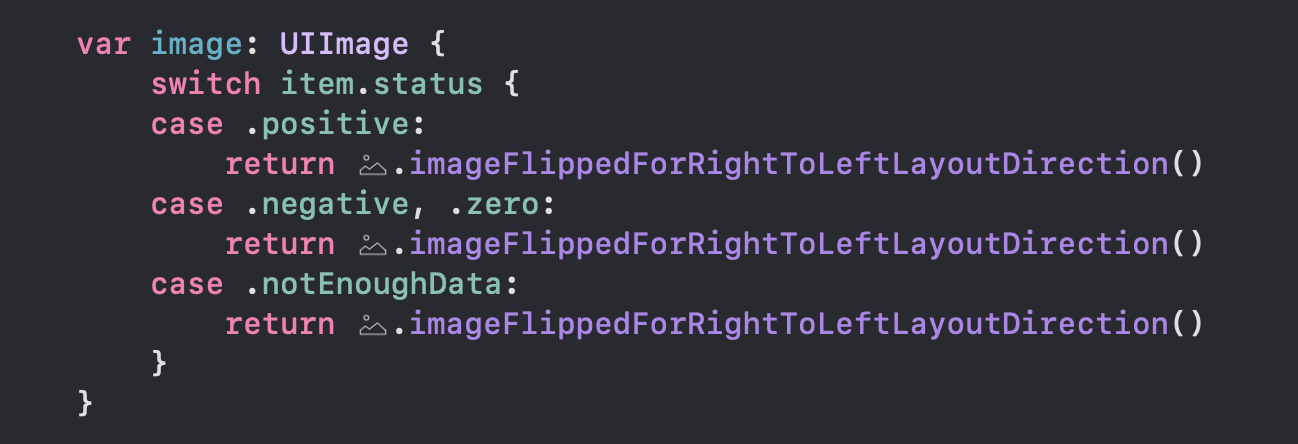 var image: UIImage {
switch item.status {
case .positive:
return .imageFlippedForRightToLeftLayoutDirection()
case .negative, .zero:
return .imageFlippedForRightToLeftLayoutDirection()
case .notEnoughData:
return .imageFlippedForRightToLeftLayoutDirection()
}
}